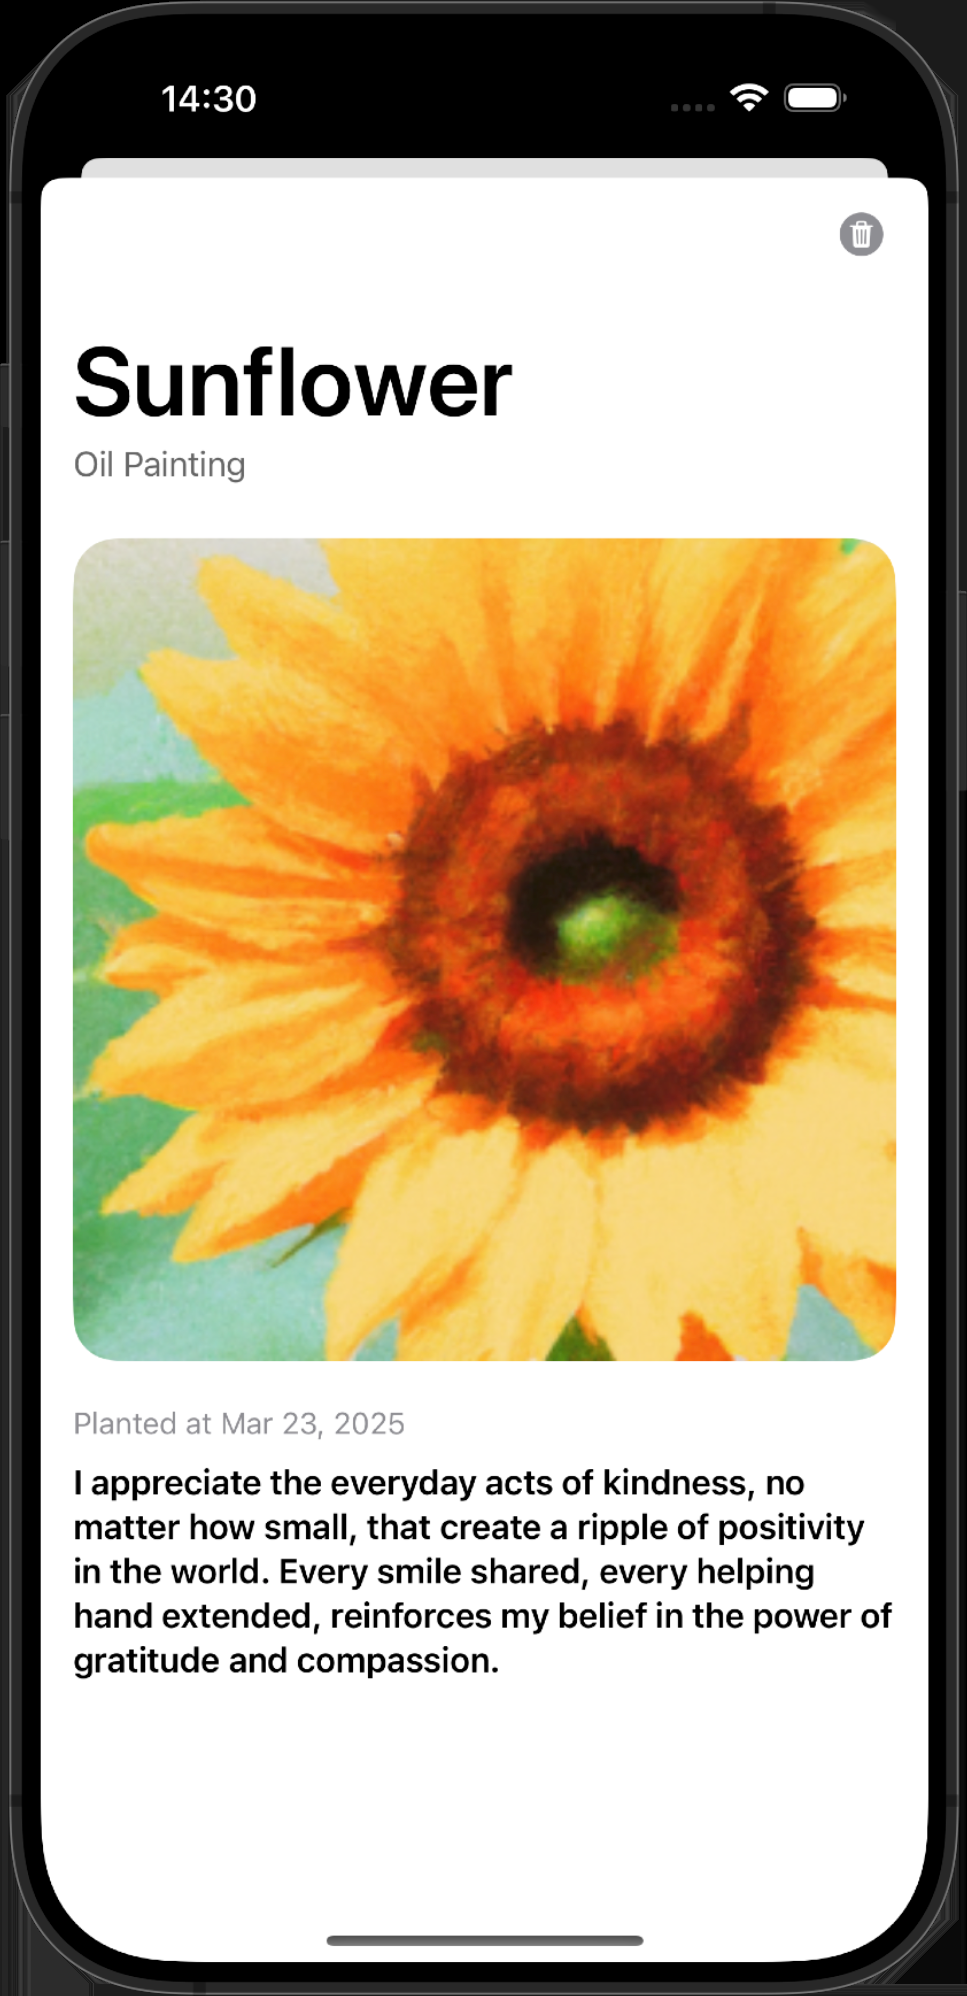 14:30
Sunflower
Oil Painting
Planted at Mar 23, 2025
I appreciate the everyday acts of kindness, no
matter how small, that create a ripple of positivity
in the world. Every smile shared, every helping
hand extended, reinforces my belief in the power of
gratitude and compassion.